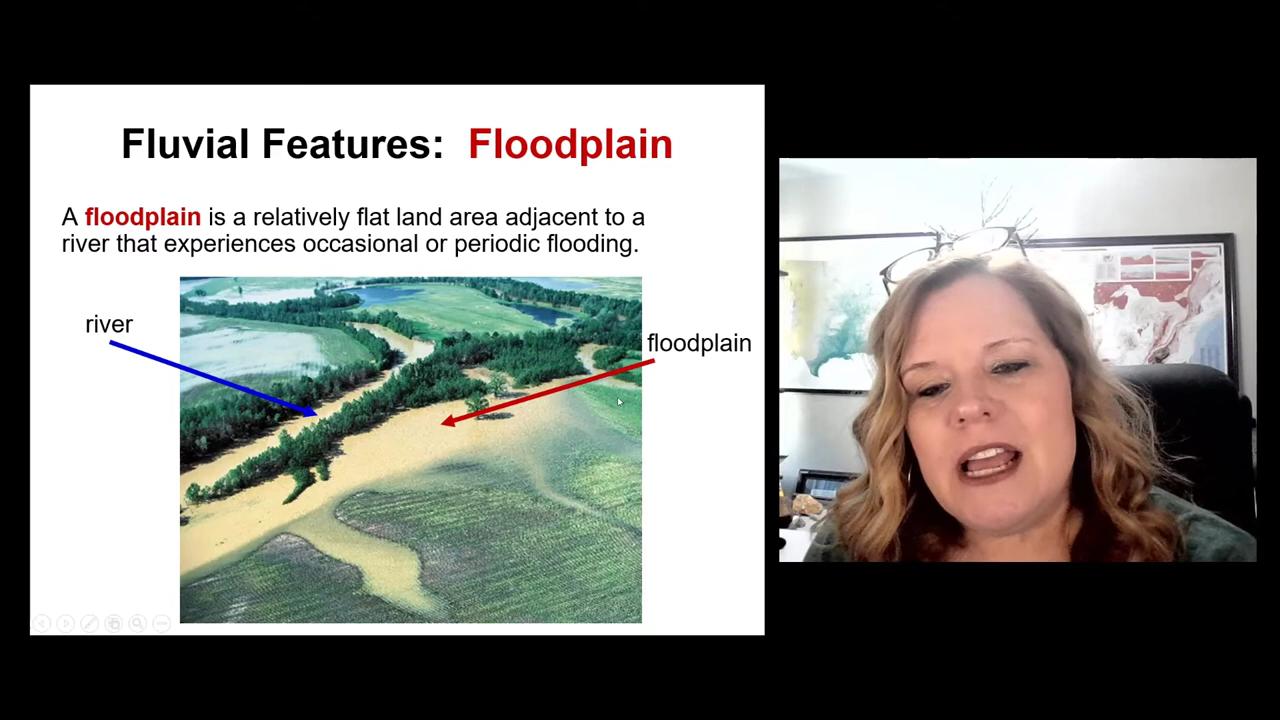 Fluvial Features: Floodplain
A floodplain is a relatively flat land area adjacent to a
river that experiences occasional or periodic flooding.
river
floodplain